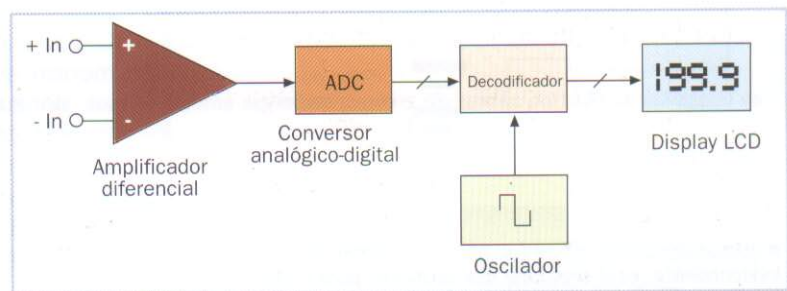 + In
+
- In
-
Amplificador
diferencial
ADC
Conversor
analógico-digital
Decodificador
Oscilador
199.9
Display LCD